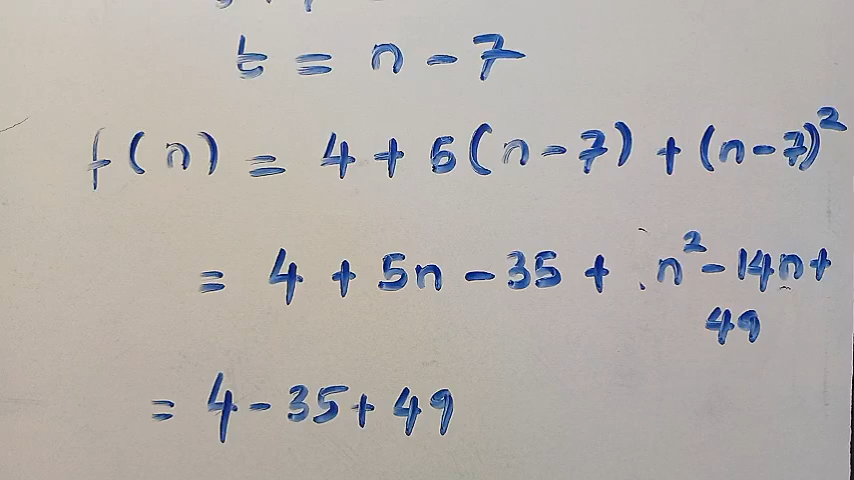 t = n - 7
f(n) = 4 + 5(n - 7) + (n - 7)²
= 4 + 5n - 35 + n² - 14n +
49
= 4 - 35 + 49